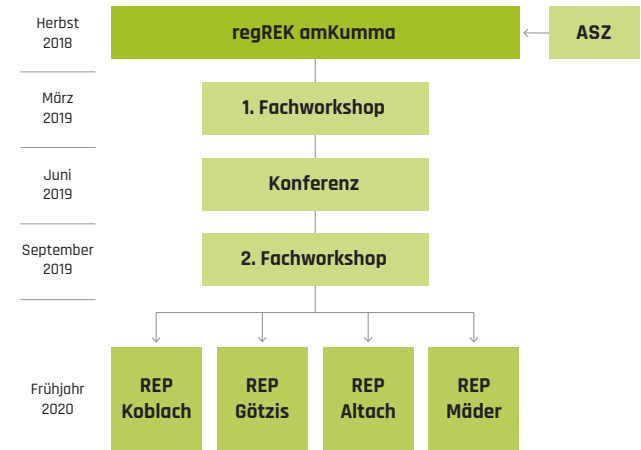 Herbst
2018
regREK amKumma
ASZ
März
2019
1. Fachworkshop
Juni
2019
Konferenz
September
2019
2. Fachworkshop
Frühjahr
2020
REP
Koblach
REP
Götzis
REP
Altach
REP
Mäder